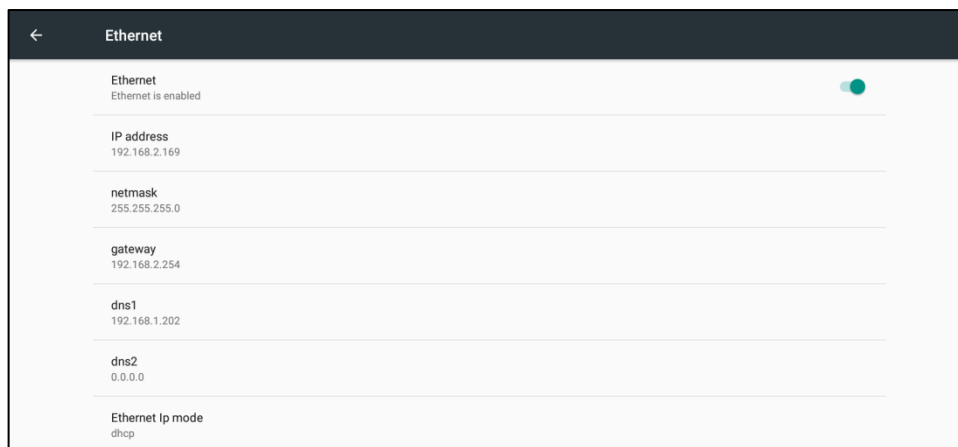 Ethernet
Ethernet
Ethernet is enabled
IP address
192.168.2.169
netmask
255.255.255.0
gateway
192.168.2.254
dns1
192.168.1.202
dns2
0.0.0.0
Ethernet Ip mode
dhcp